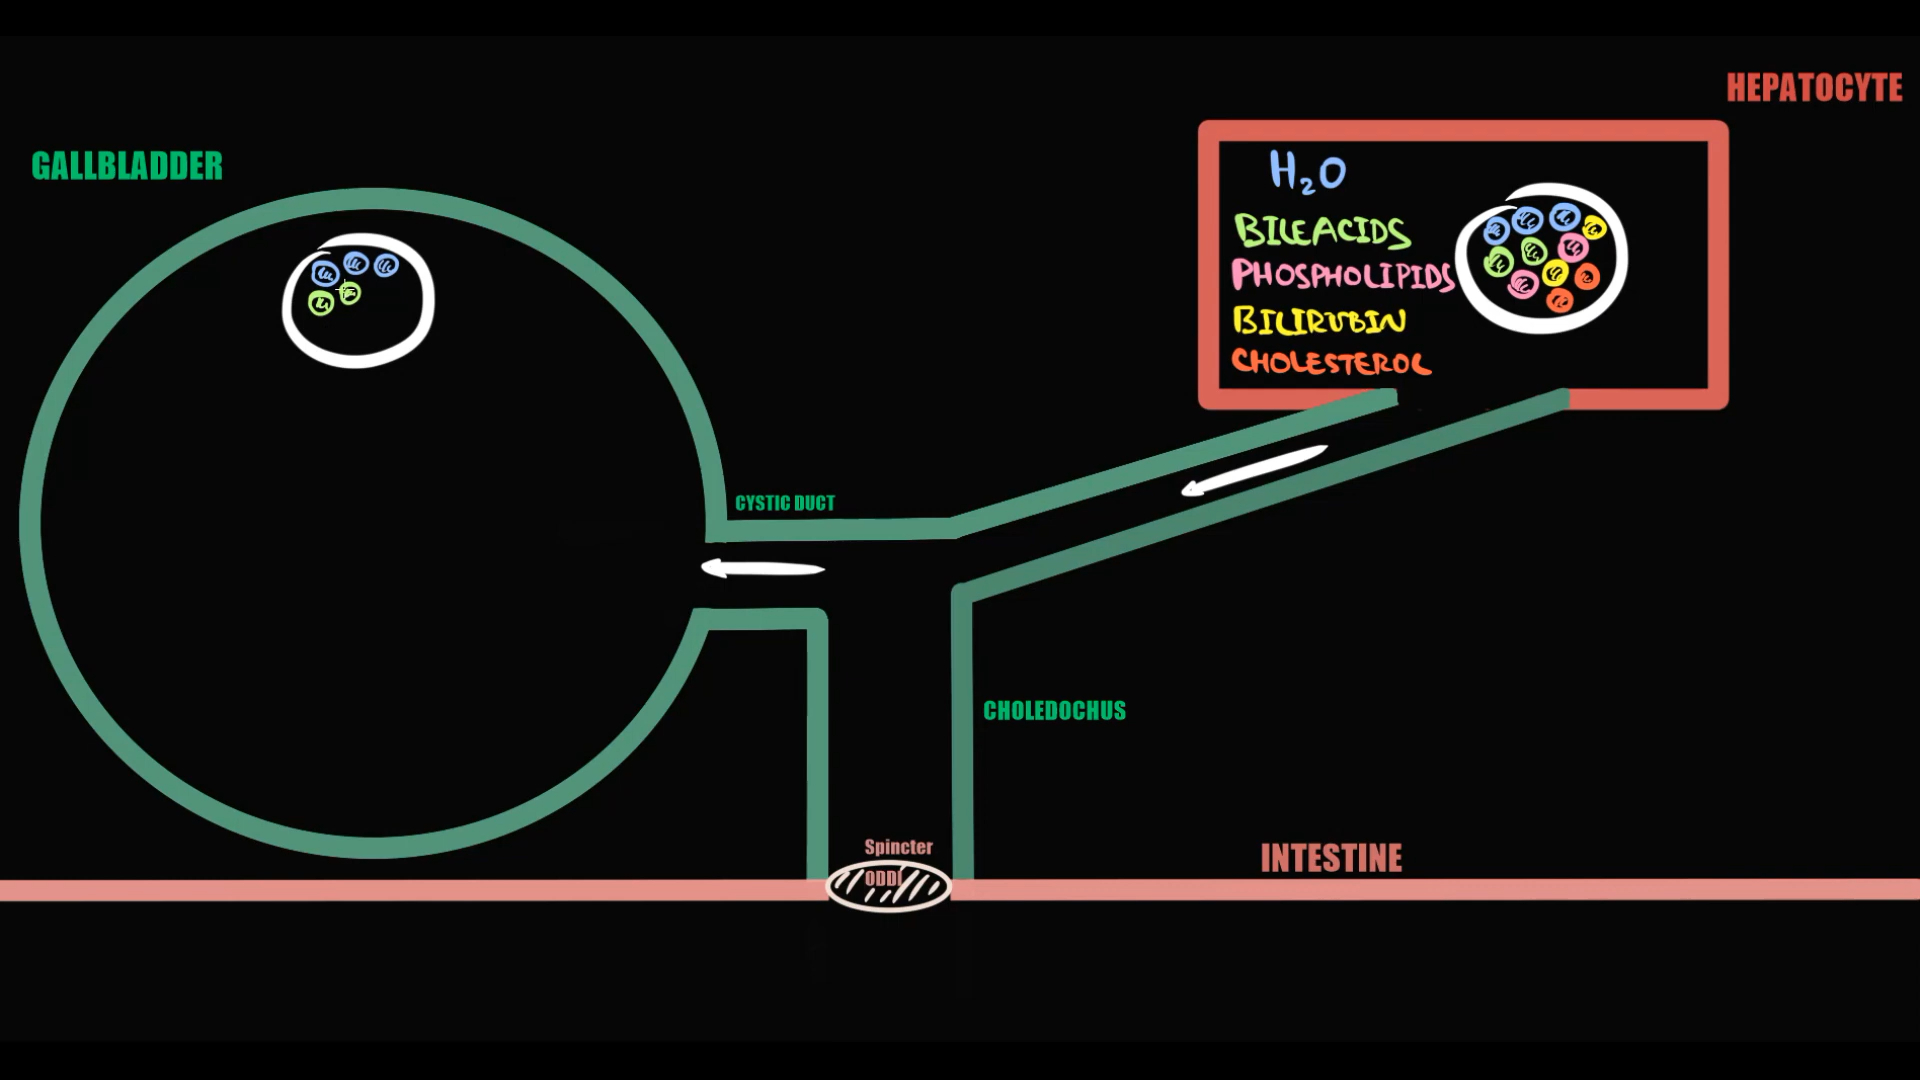 HEPATOCYTE
GALLBLADDER
H₂O
BILEACIDS
PHOSPHOLIPIDS
BILIRUBIN
CHOLESTEROL
CYSTIC DUCT
CHOLEDOCHUS
Spincter
ODDI
INTESTINE